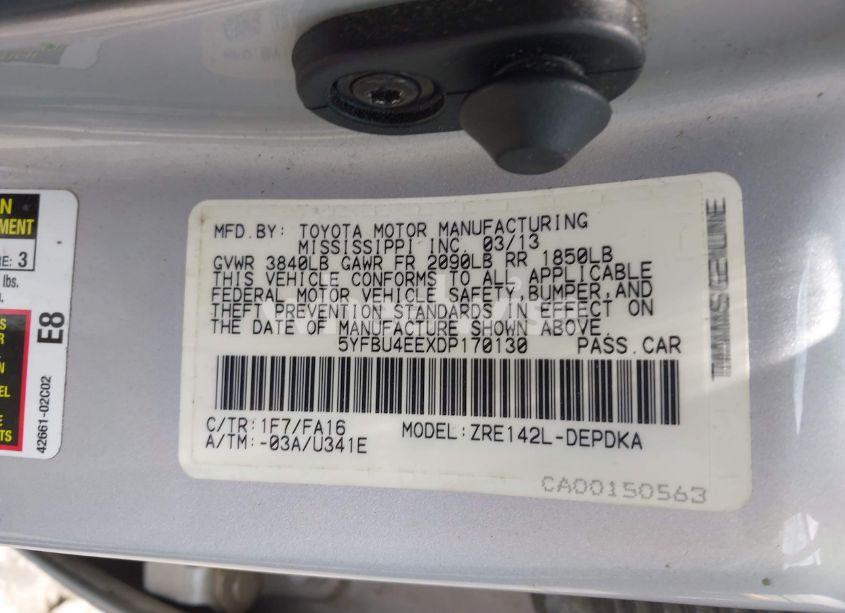 MFD.BY: TOYOTA MOTOR MANUFACTURING
MISSISSIPPI INC. 03/13
GVWR 3840LB GAWR FR 2090LB RR 1850LB
THIS VEHICLE CONFORMS TO ALL APPLICABLE
FEDERAL MOTOR VEHICLE SAFETY,BUMPER,AND
THEFT PREVENTION STANDARDS IN EFFECT ON
THE DATE OF MANUFACTURE SHOWN ABOVE.
5YFBU4EEXDP170130 PASS.CAR
C/TR:1F7/FA16
A/TM:-03A/U341E
MODEL:ZRE142L-DEPDKA
CA00150563
3
lbs.
E8
42661-02C02